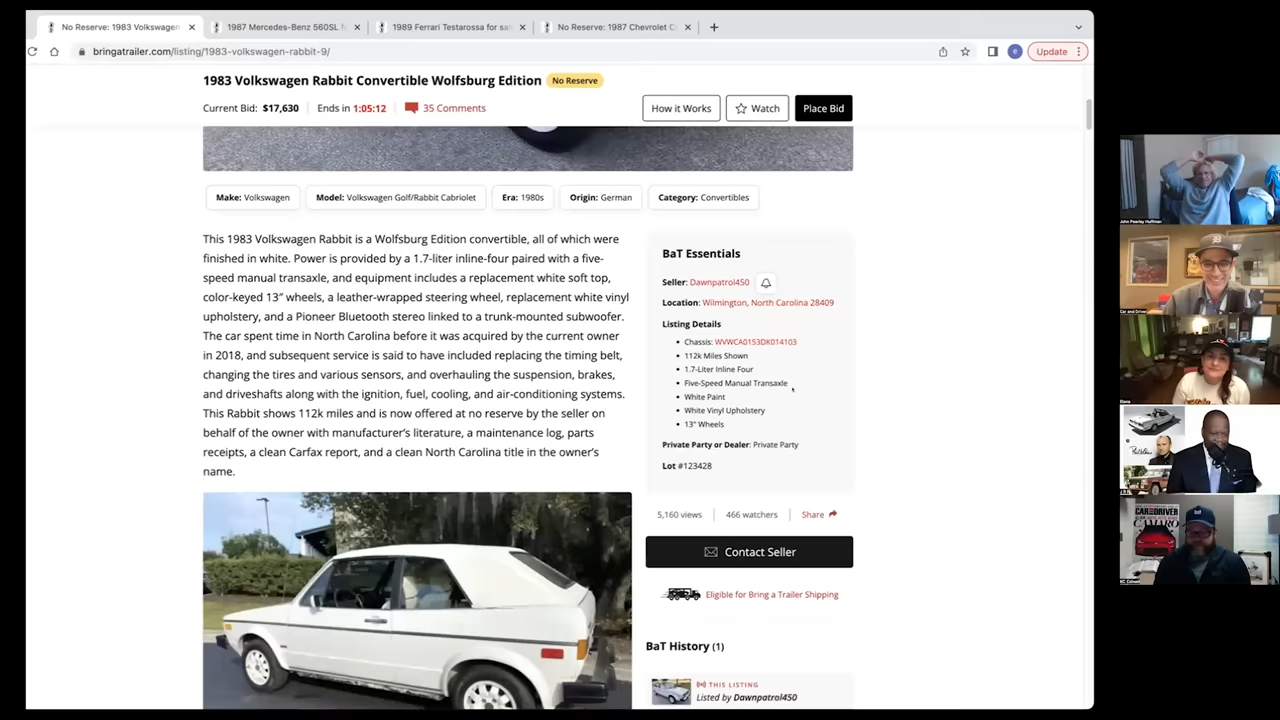 No Reserve: 1983 Volkswagen
1987 Mercedes-Benz 560SL f
1989 Ferrari Testarossa for sal
No Reserve: 1987 Chevrolet C
bringatrailer.com/listing/1983-volkswagen-rabbit-9/
e
Update
1983 Volkswagen Rabbit Convertible Wolfsburg Edition
No Reserve
Current Bid: $17,630
Ends in 1:05:12
35 Comments
How it Works
Watch
Place Bid
Make: Volkswagen
Model: Volkswagen Golf/Rabbit Cabriolet
Era: 1980s
Origin: German
Category: Convertibles
This 1983 Volkswagen Rabbit is a Wolfsburg Edition convertible, all of which were
finished in white. Power is provided by a 1.7-liter inline-four paired with a five-
speed manual transaxle, and equipment includes a replacement white soft top,
color-keyed 13″ wheels, a leather-wrapped steering wheel, replacement white vinyl
upholstery, and a Pioneer Bluetooth stereo linked to a trunk-mounted subwoofer.
The car spent time in North Carolina before it was acquired by the current owner
in 2018, and subsequent service is said to have included replacing the timing belt,
changing the tires and various sensors, and overhauling the suspension, brakes,
and driveshafts along with the ignition, fuel, cooling, and air-conditioning systems.
This Rabbit shows 112k miles and is now offered at no reserve by the seller on
behalf of the owner with manufacturer's literature, a maintenance log, parts
receipts, a clean Carfax report, and a clean North Carolina title in the owner's
name.
BaT Essentials
Seller: Dawnpatrol450
Location: Wilmington, North Carolina 28409
Listing Details
Chassis: WVWCA0153DK014103
112k Miles Shown
1.7-Liter Inline Four
Five-Speed Manual Transaxle
White Paint
White Vinyl Upholstery
13" Wheels
Private Party or Dealer: Private Party
Lot #123428
5,160 views
466 watchers
Share
Contact Seller
Eligible for Bring a Trailer Shipping
BaT History (1)
THIS LISTING
Listed by Dawnpatrol450
John Pearley Huffman
Car and Driver
Elana
CAR AND DRIVER
CAMARO
KC Colwell